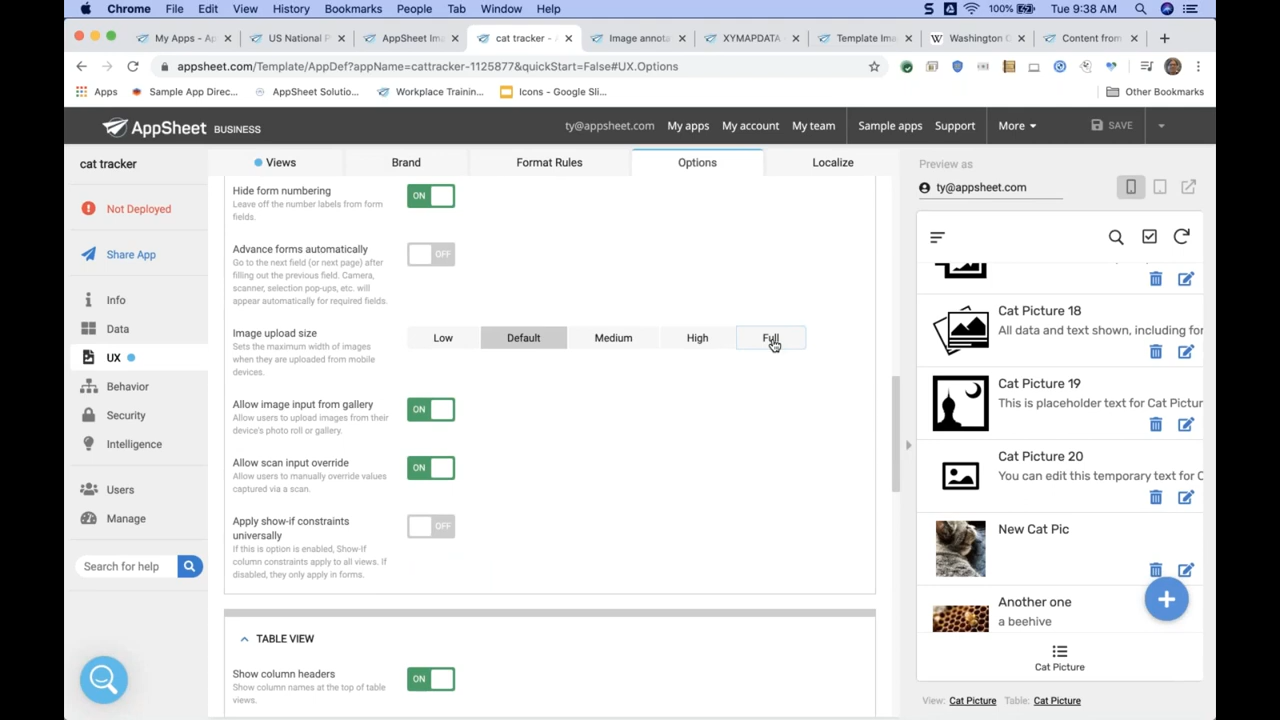 Chrome File Edit View History Bookmarks People Tab Window Help 100% Tue 9:38 AM
My Apps - Ap US National P AppSheet Ima cat tracker - Image annota XYMAPDATA Template Ima Washington G Content from
appsheet.com/Template/AppDef?appName=cattracker-1125877&quickStart=False#UX.Options
Apps Sample App Direc... AppSheet Solutio... Workplace Trainin... Icons - Google Sli... Other Bookmarks
AppSheet BUSINESS ty@appsheet.com My apps My account My team Sample apps Support More SAVE
cat tracker
Not Deployed
Share App
Info
Data
UX
Behavior
Security
Intelligence
Users
Manage
Search for help
Views Brand Format Rules Options Localize
Hide form numbering ON
Leave off the number labels from form
fields.
Advance forms automatically OFF
Go to the next field (or next page) after
filling out the previous field. Camera,
scanner, selection pop-ups, etc. will
appear automatically for required fields.
Image upload size Low Default Medium High Full
Sets the maximum width of images
when they are uploaded from mobile
devices.
Allow image input from gallery ON
Allow users to upload images from their
device's photo roll or gallery.
Allow scan input override ON
Allow users to manually override values
captured via a scan.
Apply show-if constraints
universally OFF
If this is option is enabled, Show-If
column constraints apply to all views. If
disabled, they only apply in forms.
TABLE VIEW
Show column headers ON
Show column names at the top of table
views.
Preview as
ty@appsheet.com
Cat Picture 18
All data and text shown, including for
Cat Picture 19
This is placeholder text for Cat Pictur
Cat Picture 20
You can edit this temporary text for C
New Cat Pic
Another one
a beehive
Cat Picture
View: Cat Picture Table: Cat Picture